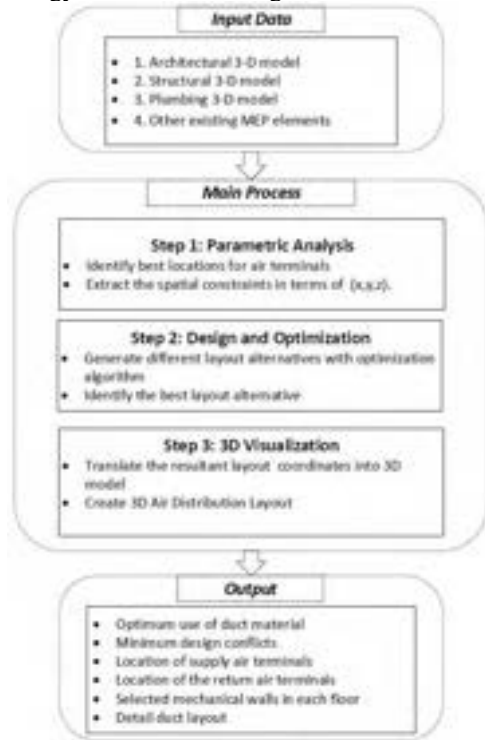 Input Data
• 1. Architectural 3-D model
• 2. Structural 3-D model
• 3. Plumbing 3-D model
• 4. Other existing MEP elements
Main Process
Step 1: Parametric Analysis
• Identify best locations for air terminals
• Extract the spatial constraints in terms of (x,y,z).
Step 2: Design and Optimization
• Generate different layout alternatives with optimization
algorithm
• Identify the best layout alternative
Step 3: 3D Visualization
• Translate the resultant layout coordinates into 3D
model
• Create 3D Air Distribution Layout
Output
• Optimum use of duct material
• Minimum design conflicts
• Location of supply air terminals
• Location of the return air terminals
• Selected mechanical walls in each floor
• Detail duct layout